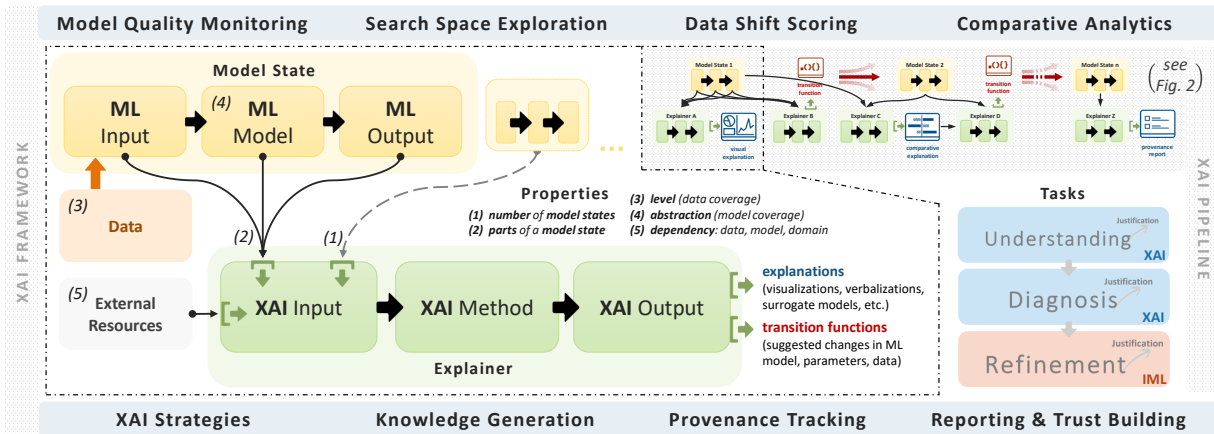 Model Quality Monitoring
Search Space Exploration
Data Shift Scoring
Comparative Analytics
XAI FRAMEWORK
Model State
ML
Input
(4)
ML
Model
ML
Output
...
(3)
Data
(5)
External
Resources
(2)
(1)
Properties
(1) number of model states
(2) parts of a model state
(3) level (data coverage)
(4) abstraction (model coverage)
(5) dependency: data, model, domain
XAI Input
XAI Method
XAI Output
Explainer
explanations
(visualizations, verbalizations,
surrogate models, etc.)
transition functions
(suggested changes in ML
model, parameters, data)
Model State 1
transition
function
Model State 2
transition
function
Model State n
(see
Fig. 2)
Explainer A
visual
explanation
Explainer B
Explainer C
comparative
explanation
Explainer D
Explainer Z
provenance
report
XAI PIPELINE
Tasks
Understanding
Justification
XAI
Diagnosis
Justification
XAI
Refinement
Justification
IML
XAI Strategies
Knowledge Generation
Provenance Tracking
Reporting & Trust Building